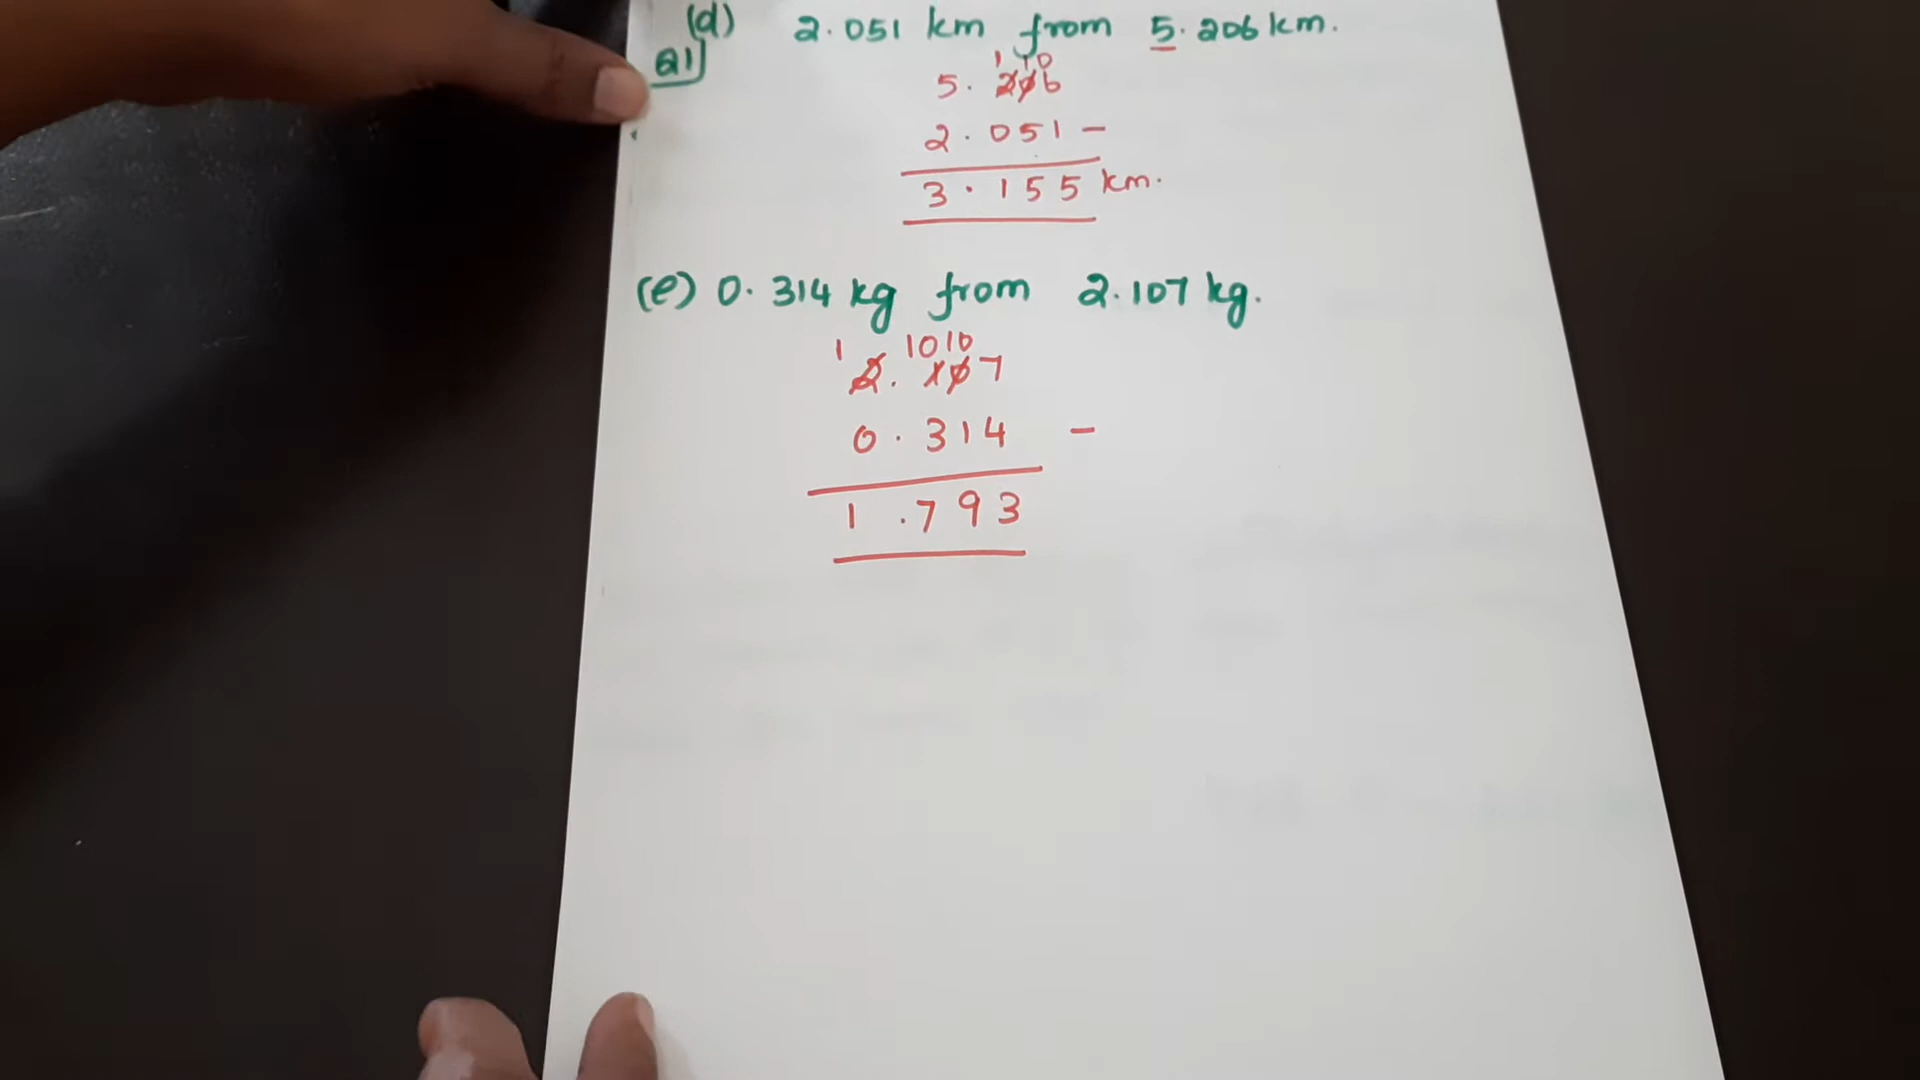 (d) 2.051 km from 5.206 km.
Q1
1 10
5.206
2.051 -
3.155 km.
(e) 0.314 kg from 2.107 kg.
1 10 10
2.107
0.314 -
1.793